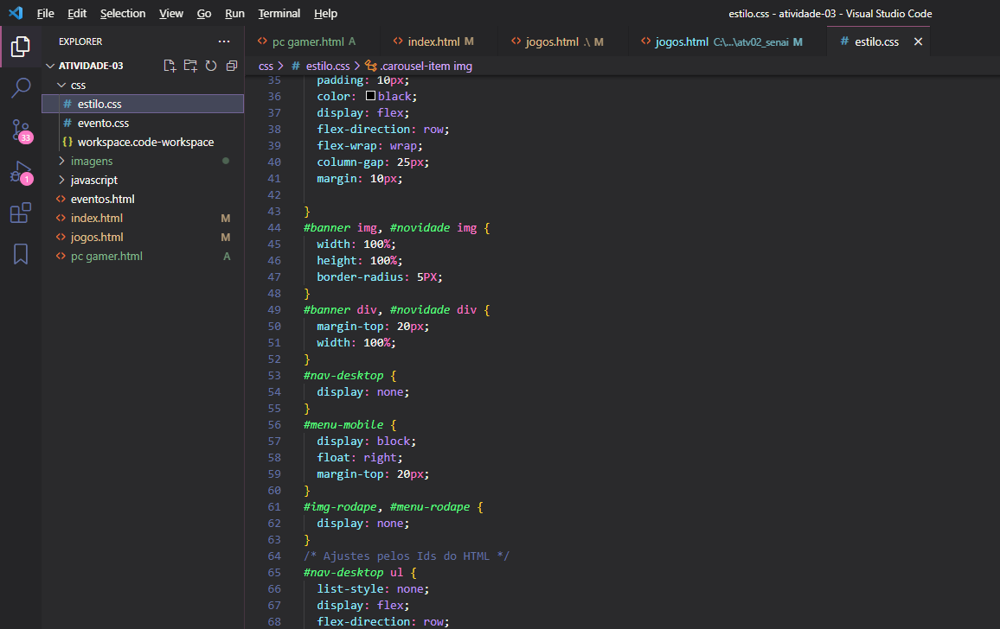 File Edit Selection View Go Run Terminal Help
estilo.css - atividade-03 - Visual Studio Code
EXPLORER ...
ATIVIDADE-03
css
# estilo.css
# evento.css
{} workspace.code-workspace
imagens
javascript
<> eventos.html
<> index.html M
<> jogos.html M
<> pc gamer.html A
33
1
<> pc gamer.html A
<> index.html M
<> jogos.html .\ M
<> jogos.html C:\...\atv02_senai M
# estilo.css
css > # estilo.css > .carousel-item img
35 padding: 10px;
36 color: black;
37 display: flex;
38 flex-direction: row;
39 flex-wrap: wrap;
40 column-gap: 25px;
41 margin: 10px;
42
43 }
44 #banner img, #novidade img {
45 width: 100%;
46 height: 100%;
47 border-radius: 5PX;
48 }
49 #banner div, #novidade div {
50 margin-top: 20px;
51 width: 100%;
52 }
53 #nav-desktop {
54 display: none;
55 }
56 #menu-mobile {
57 display: block;
58 float: right;
59 margin-top: 20px;
60 }
61 #img-rodape, #menu-rodape {
62 display: none;
63 }
64 /* Ajustes pelos Ids do HTML */
65 #nav-desktop ul {
66 list-style: none;
67 display: flex;
68 flex-direction: row;